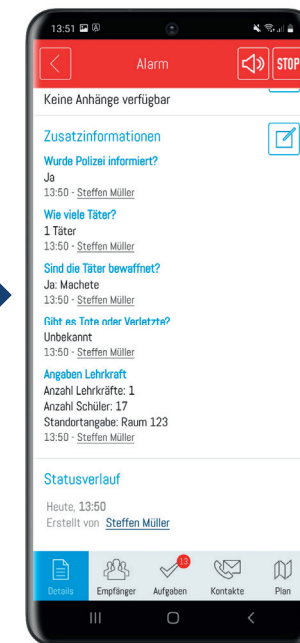 13:51
Alarm
STOP
Keine Anhänge verfügbar
Zusatzinformationen
Wurde Polizei informiert?
Ja
13:50 - Steffen Müller
Wie viele Täter?
1 Täter
13:50 - Steffen Müller
Sind die Täter bewaffnet?
Ja: Machete
13:50 - Steffen Müller
Gibt es Tote oder Verletzte?
Unbekannt
13:50 - Steffen Müller
Angaben Lehrkraft
Anzahl Lehrkräfte: 1
Anzahl Schüler: 17
Standortangabe: Raum 123
13:50 - Steffen Müller
Statusverlauf
Heute, 13:50
Erstellt von Steffen Müller
13
Details Empfänger Aufgaben Kontakte Plan